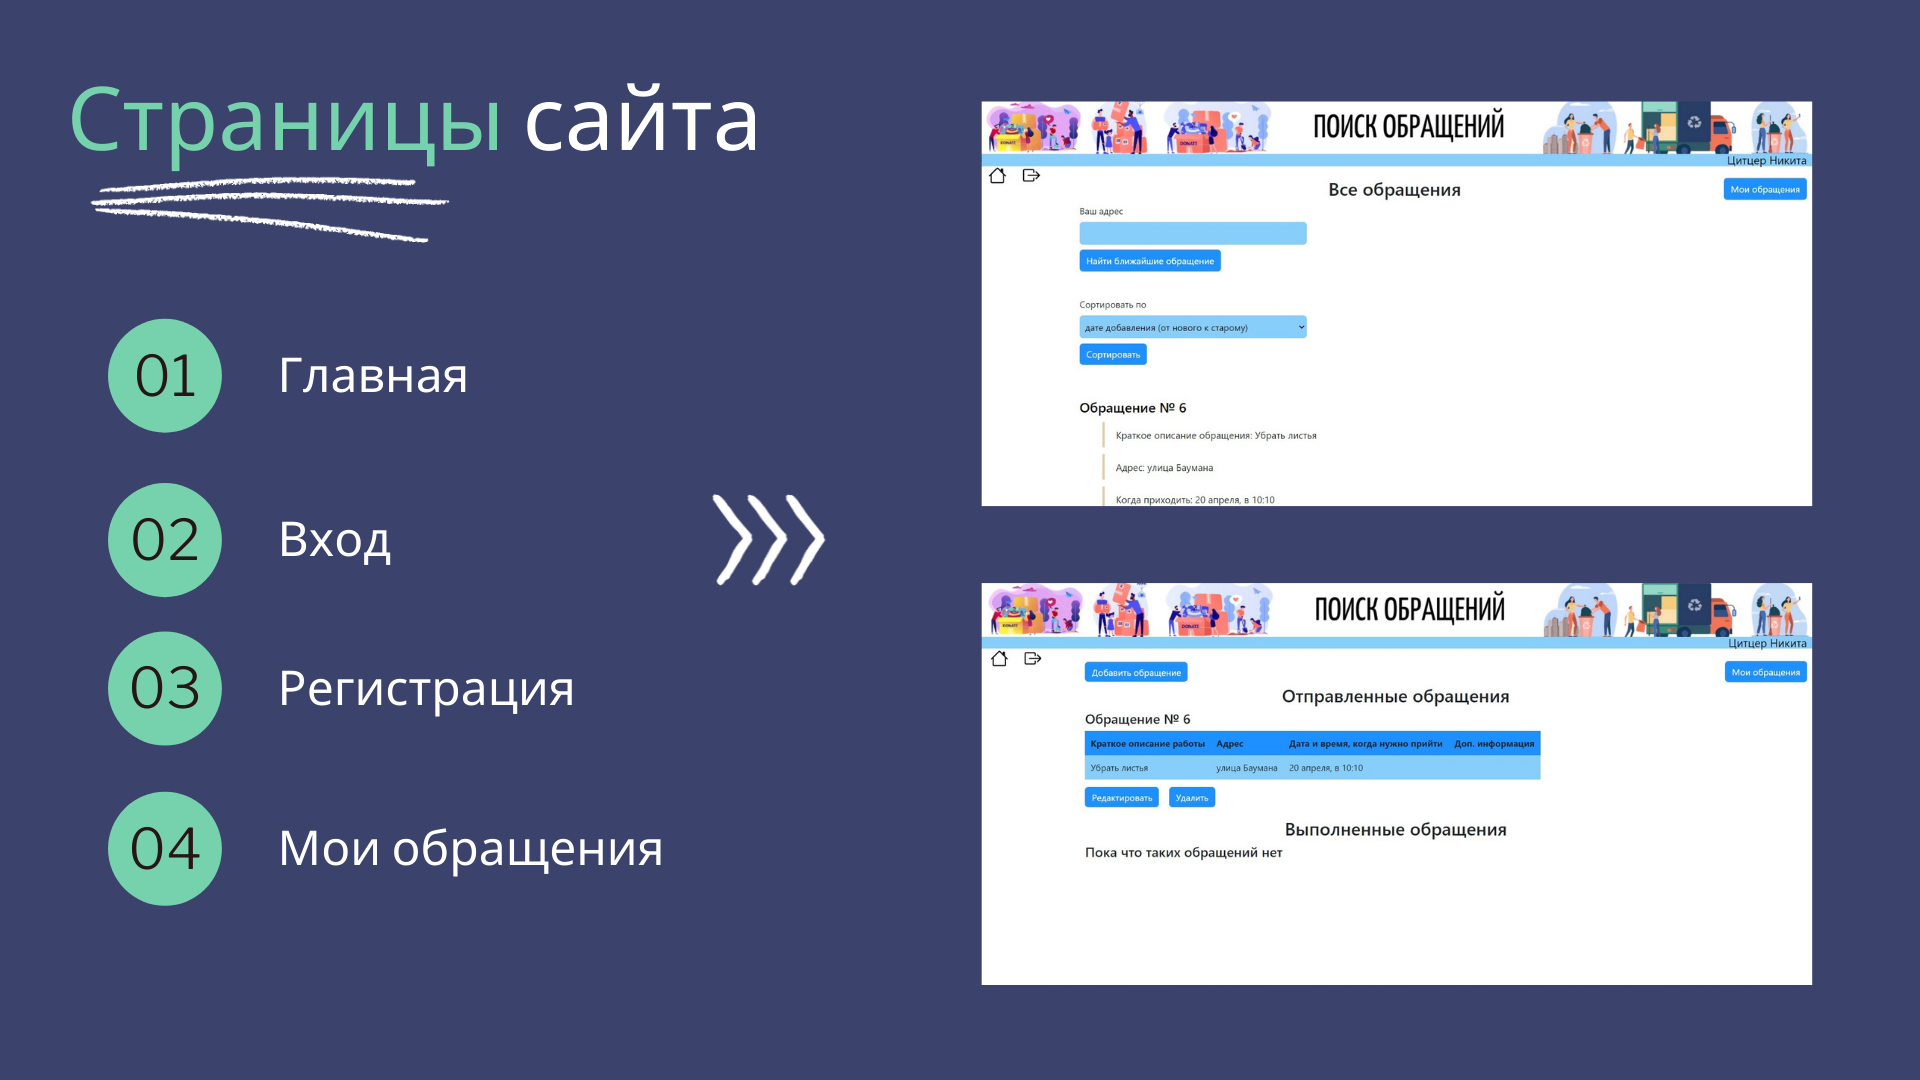 Страницы сайта
01 Главная
02 Вход
03 Регистрация
04 Мои обращения
DONATE
DONATE
ПОИСК ОБРАЩЕНИЙ
Цитцер Никита
Все обращения
Мои обращения
Ваш адрес
Найти ближайшие обращение
Сортировать по
дате добавления (от нового к старому)
Сортировать
Обращение № 6
Краткое описание обращения: Убрать листья
Адрес: улица Баумана
Когда приходить: 20 апреля, в 10:10
DONATE
DONATE
ПОИСК ОБРАЩЕНИЙ
Цитцер Никита
Добавить обращение
Мои обращения
Отправленные обращения
Обращение № 6
Краткое описание работы Адрес Дата и время, когда нужно прийти Доп. информация
Убрать листья улица Баумана 20 апреля, в 10:10
Редактировать Удалить
Выполненные обращения
Пока что таких обращений нет